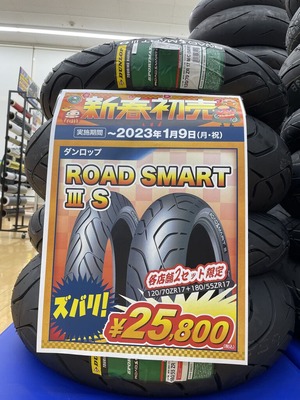 DUNLOP
新春初売
実施期間 〜2023年1月9日(月・祝)
ダンロップ
ROAD SMART
III S
各店舗2セット限定
120/70ZR17+180/55ZR17
ズバリ!
¥25,800